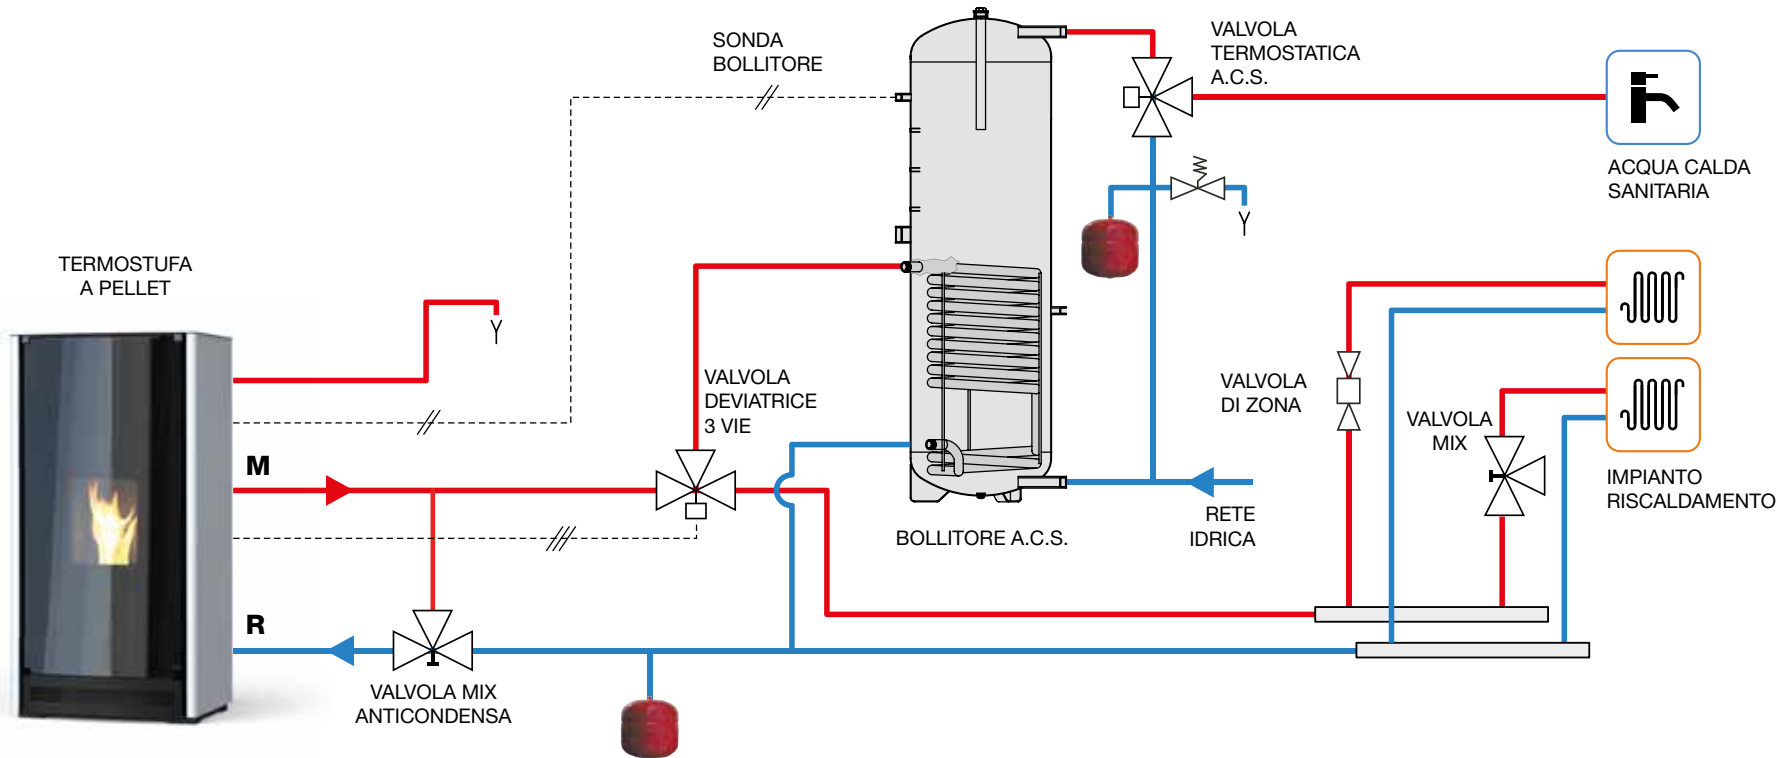 SONDA
BOLLITORE
VALVOLA
TERMOSTATICA
A.C.S.
ACQUA CALDA
SANITARIA
TERMOSTUFA
A PELLET
VALVOLA
DEVIATRICE
3 VIE
VALVOLA
DI ZONA
VALVOLA
MIX
M
IMPIANTO
RISCALDAMENTO
BOLLITORE A.C.S.
RETE
IDRICA
R
VALVOLA MIX
ANTICONDENSA